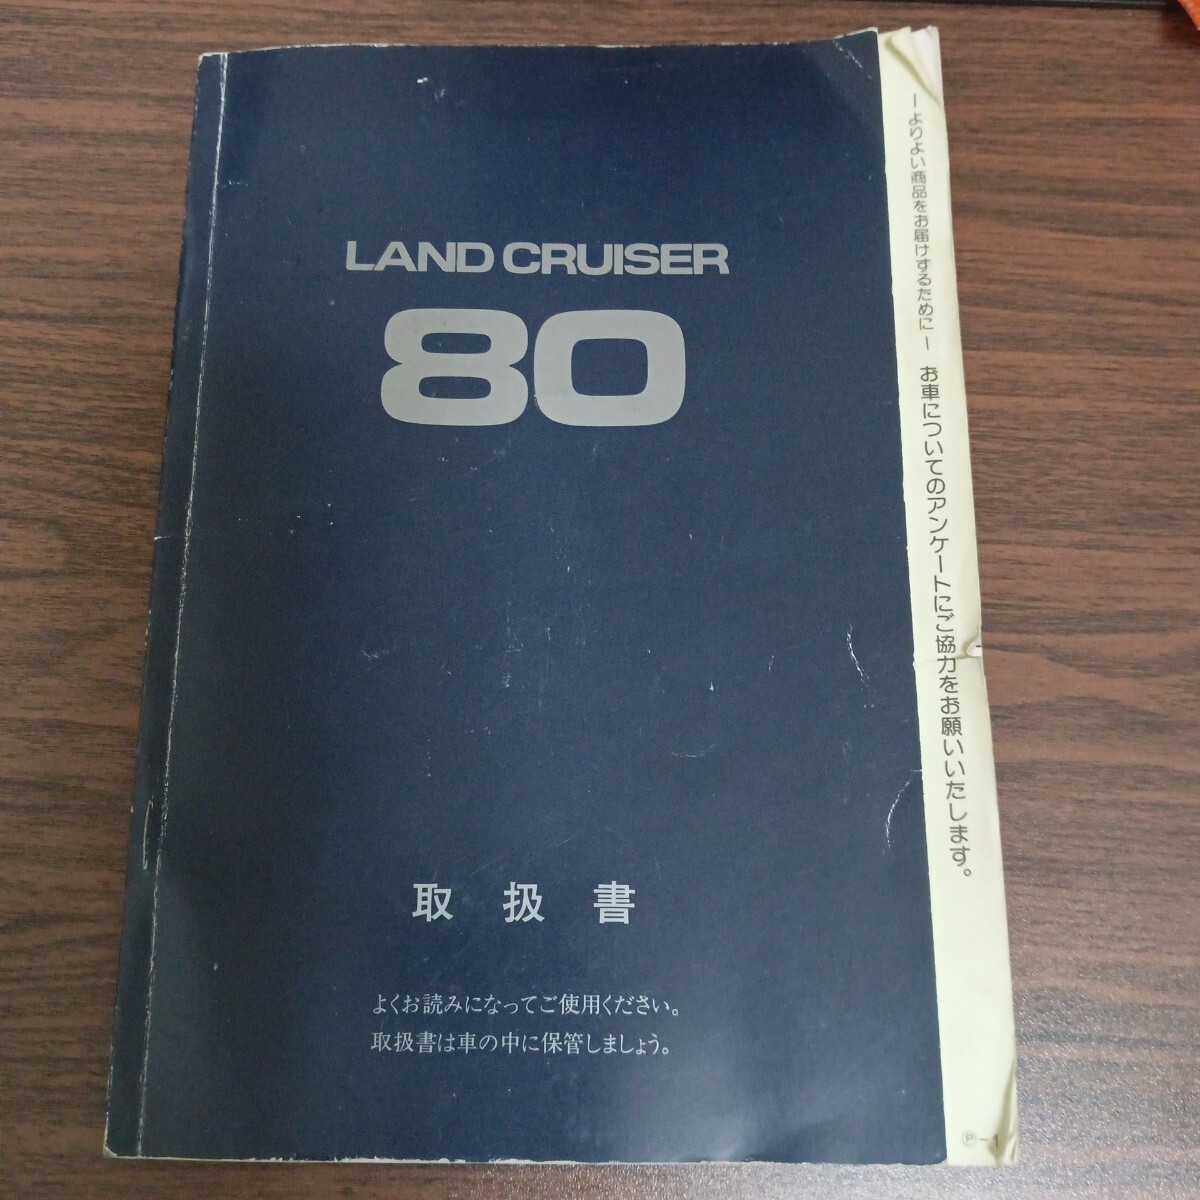 LAND CRUISER
80
取扱書
よくお読みになってご使用ください。
取扱書は車の中に保管しましょう。
ーよりよい商品をお届けするためにー お車についてのアンケートにご協力をお願いいたします。
Ⓟ－1